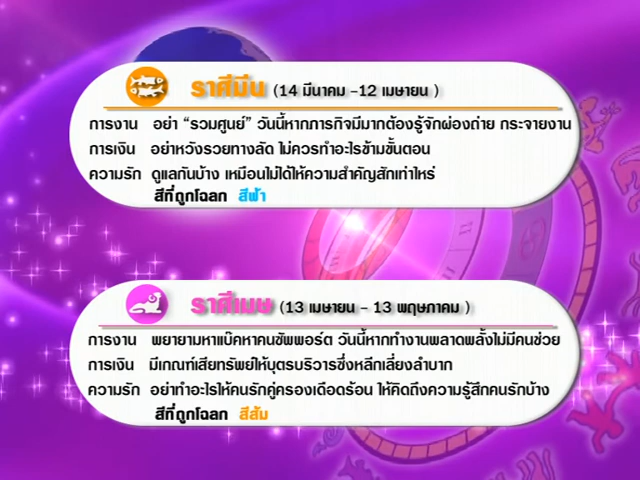 ราศีมีน (14 มีนาคม -12 เมษายน )
การงาน อย่า "รวมศูนย์" วันนี้หากภารกิจมีมากต้องรู้จักผ่องถ่าย กระจายงาน
การเงิน อย่าหวังรวยทางลัด ไม่ควรทำอะไรข้ามขั้นตอน
ความรัก ดูแลกันบ้าง เหมือนไม่ได้ให้ความสำคัญสักเท่าไหร่
สีที่ถูกโฉลก สีฟ้า
ราศีเมษ (13 เมษายน - 13 พฤษภาคม )
การงาน พยายามหาแบ๊คหาคนซัพพอร์ต วันนี้หากทำงานพลาดพลั้งไม่มีคนช่วย
การเงิน มีเกณฑ์เสียทรัพย์ให้บุตรบริวารซึ่งหลีกเลี่ยงลำบาก
ความรัก อย่าทำอะไรให้คนรักคู่ครองเดือดร้อน ให้คิดถึงความรู้สึกคนรักบ้าง
สีที่ถูกโฉลก สีส้ม